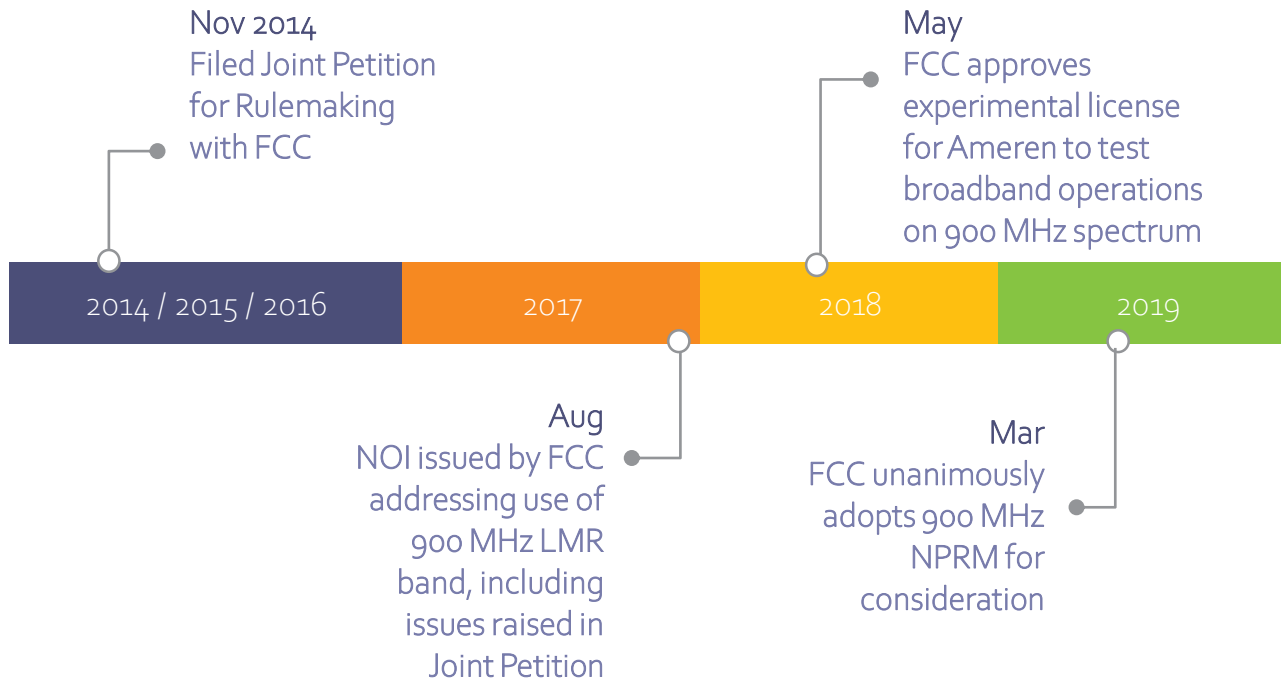 Nov 2014
Filed Joint Petition
for Rulemaking
with FCC
May
FCC approves
experimental license
for Ameren to test
broadband operations
on 900 MHz spectrum
2014 / 2015 / 2016
2017
2018
2019
Aug
NOI issued by FCC
addressing use of
900 MHz LMR
band, including
issues raised in
Joint Petition
Mar
FCC unanimously
adopts 900 MHz
NPRM for
consideration